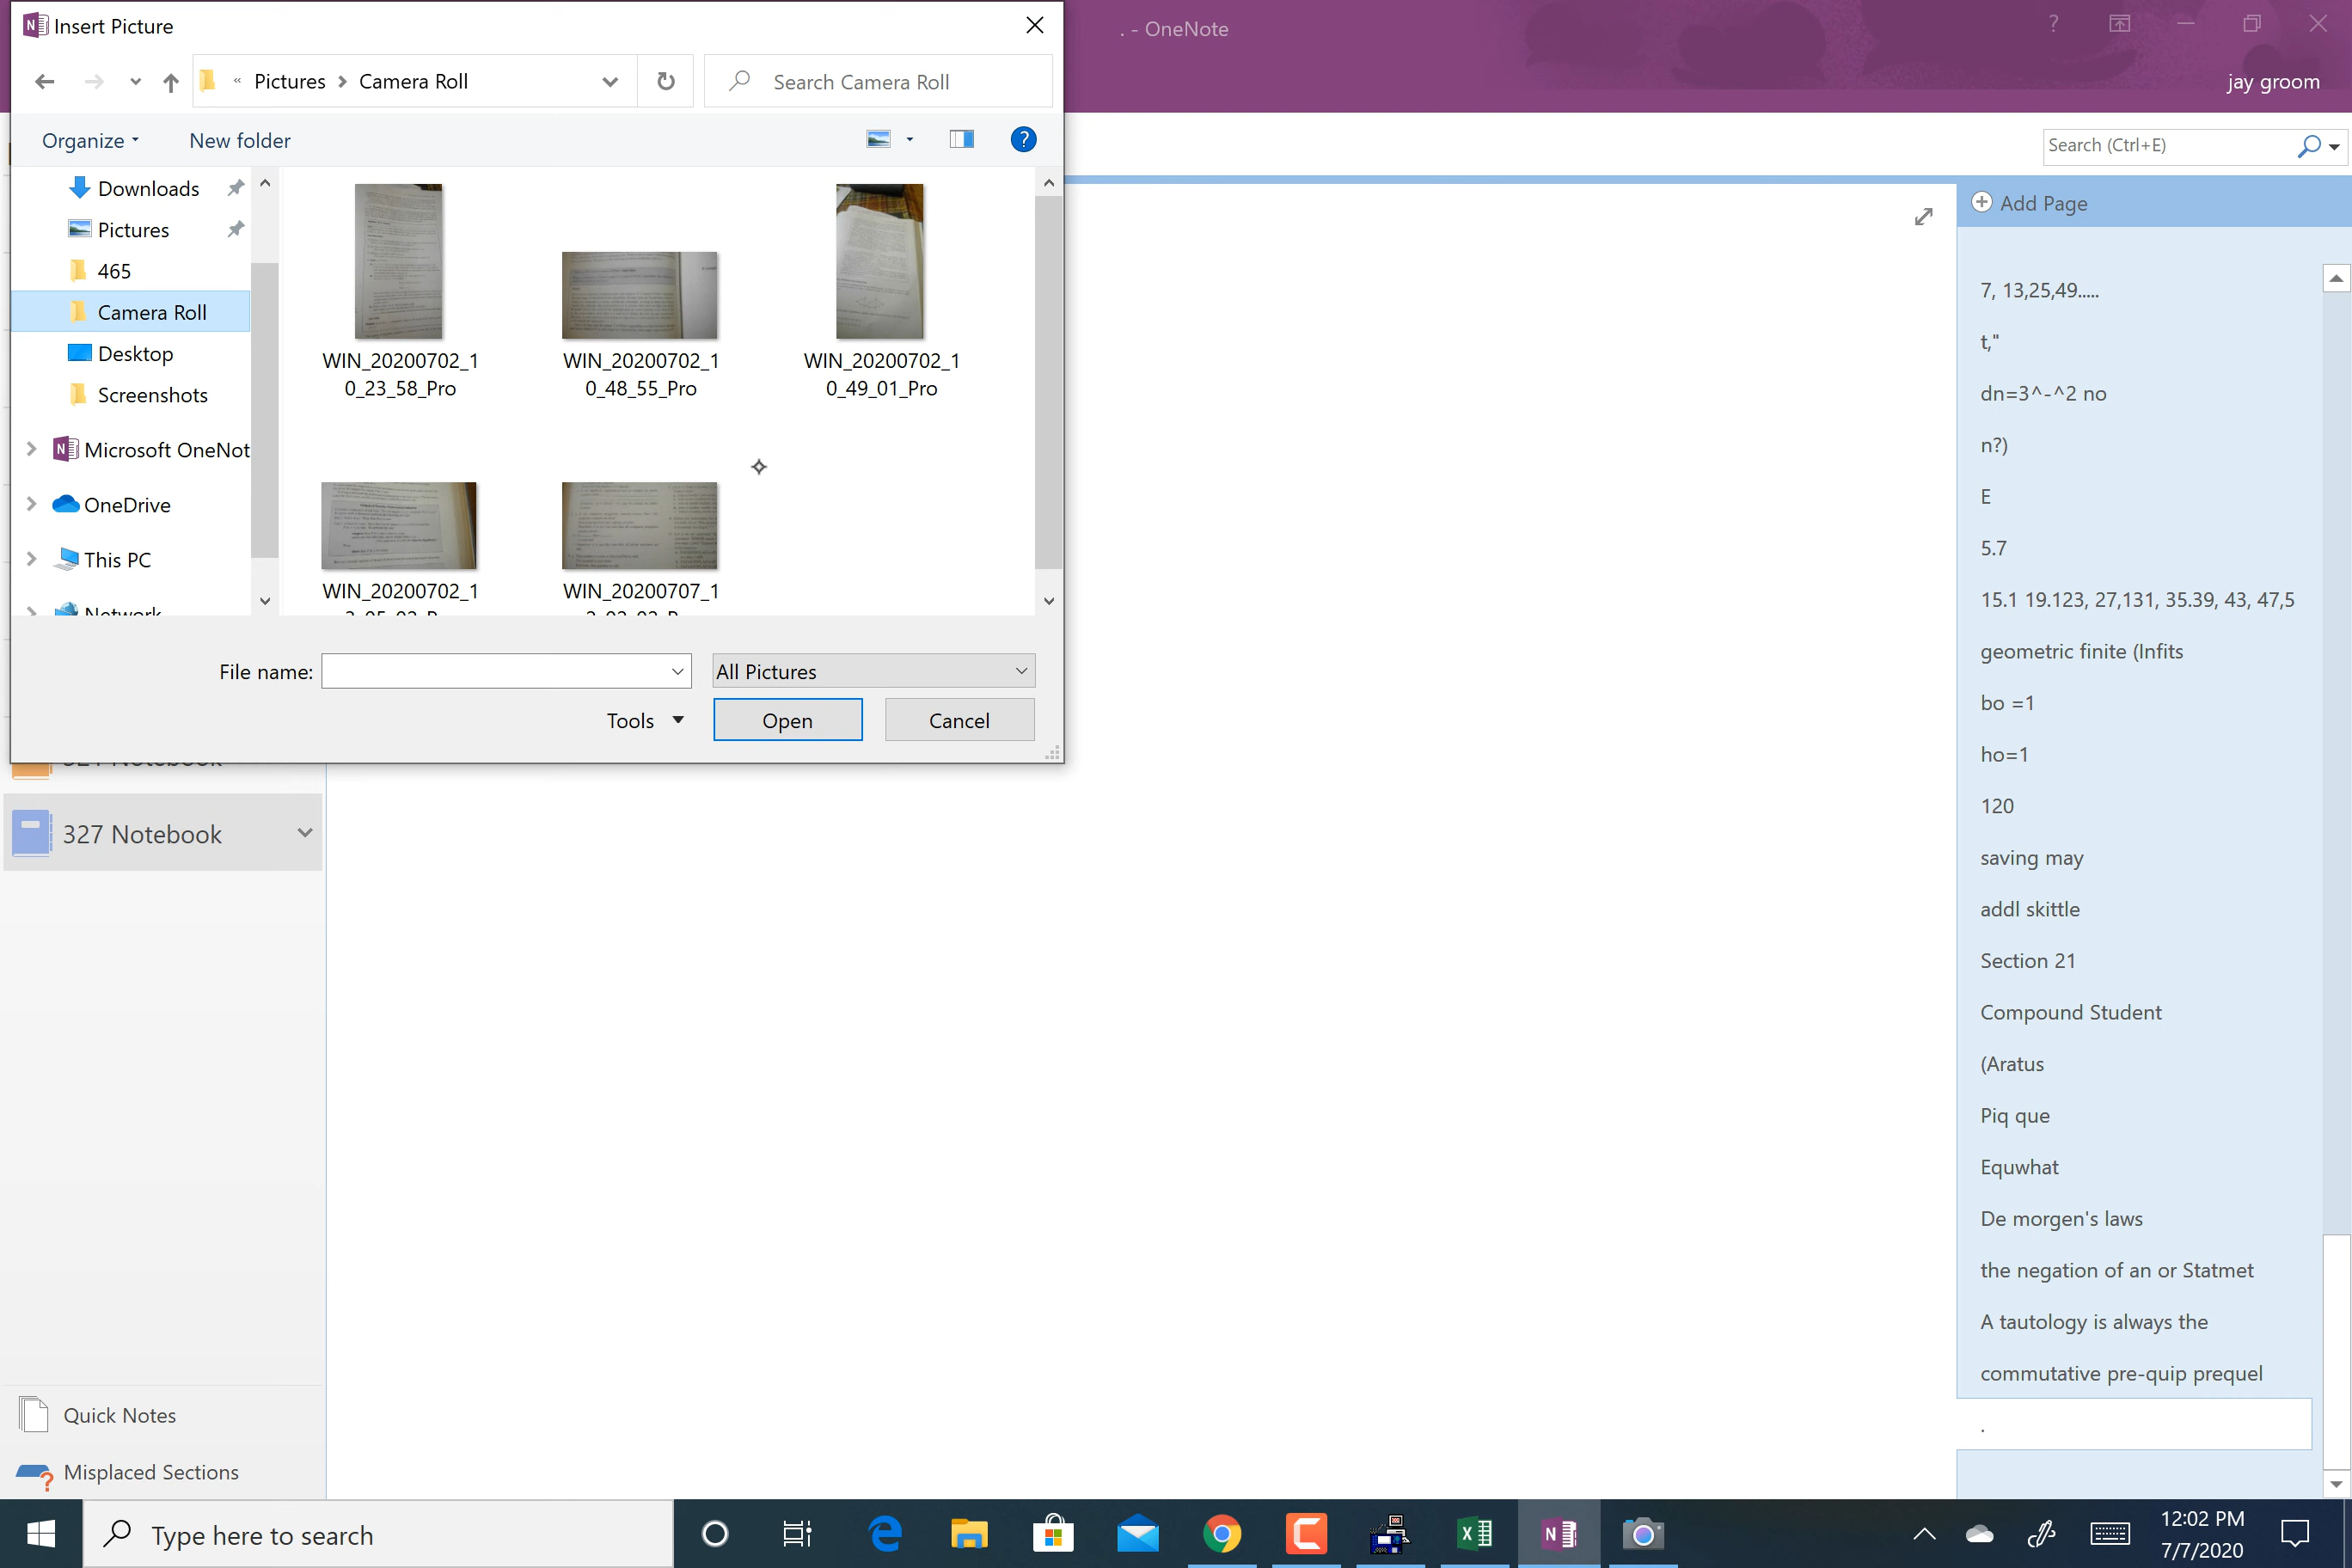 Insert Picture
. - OneNote
jay groom
« Pictures > Camera Roll
Search Camera Roll
Organize
New folder
Search (Ctrl+E)
Downloads
Pictures
465
Camera Roll
Desktop
Screenshots
Microsoft OneNot
OneDrive
This PC
Network
WIN_20200702_1
0_23_58_Pro
WIN_20200702_1
0_48_55_Pro
WIN_20200702_1
0_49_01_Pro
WIN_20200702_1
WIN_20200707_1
File name:
All Pictures
Tools
Open
Cancel
Notebook
327 Notebook
Quick Notes
Misplaced Sections
Add Page
7, 13,25,49.....
t,"
dn=3^-^2 no
n?)
E
5.7
15.1 19.123, 27,131, 35.39, 43, 47,5
geometric finite (Infits
bo =1
ho=1
120
saving may
addl skittle
Section 21
Compound Student
(Aratus
Piq que
Equwhat
De morgen's laws
the negation of an or Statmet
A tautology is always the
commutative pre-quip prequel
.
Type here to search
12:02 PM
7/7/2020